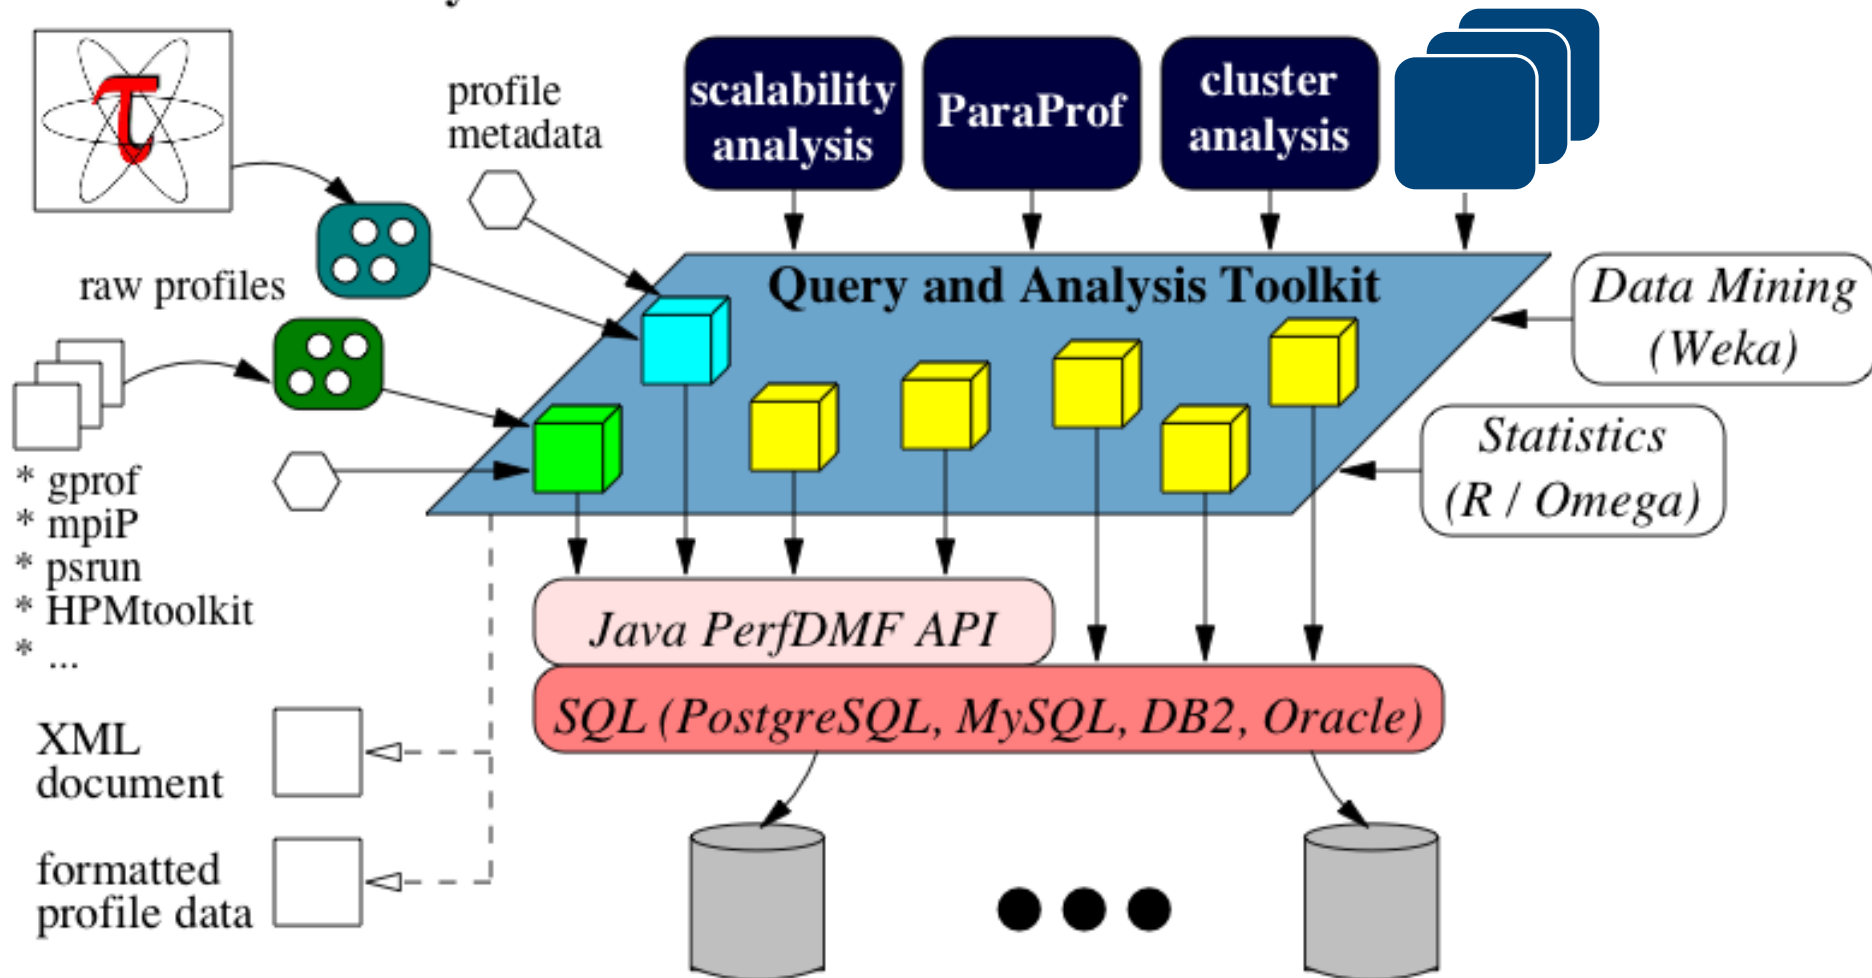 profile
metadata
scalability
analysis
ParaProf
cluster
analysis
raw profiles
Query and Analysis Toolkit
Data Mining
(Weka)
Statistics
(R / Omega)
* gprof
* mpiP
* psrun
* HPMtoolkit
* ...
Java PerfDMF API
SQL (PostgreSQL, MySQL, DB2, Oracle)
XML
document
formatted
profile data